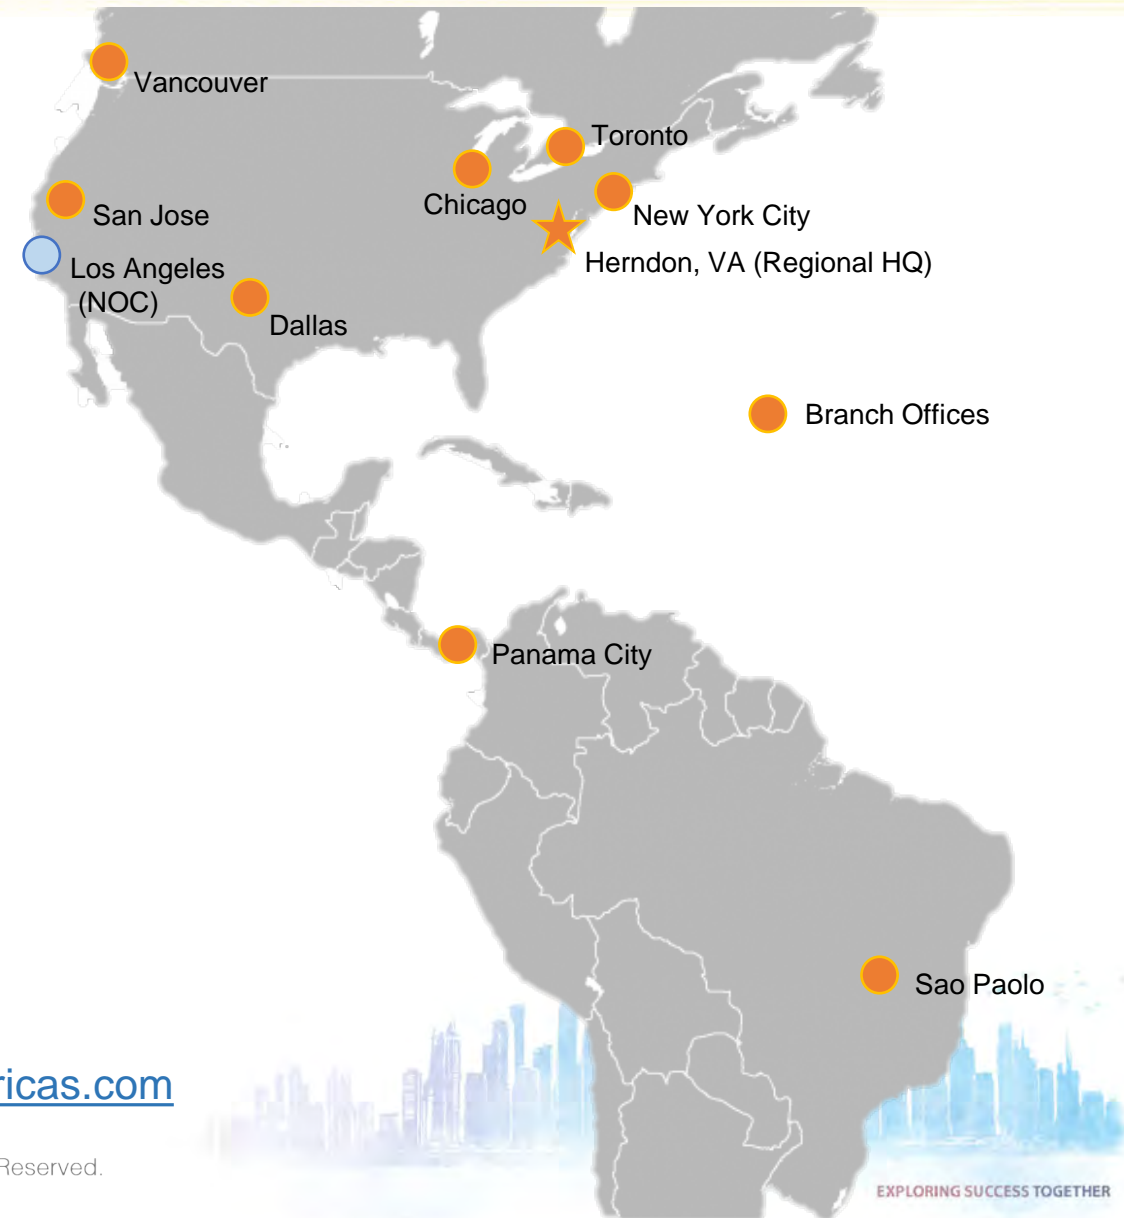 Vancouver
Toronto
Chicago
San Jose
New York City
Herndon, VA (Regional HQ)
Los Angeles
(NOC)
Dallas
Branch Offices
Panama City
Sao Paolo
ricas.com
Reserved.
EXPLORING SUCCESS TOGETHER